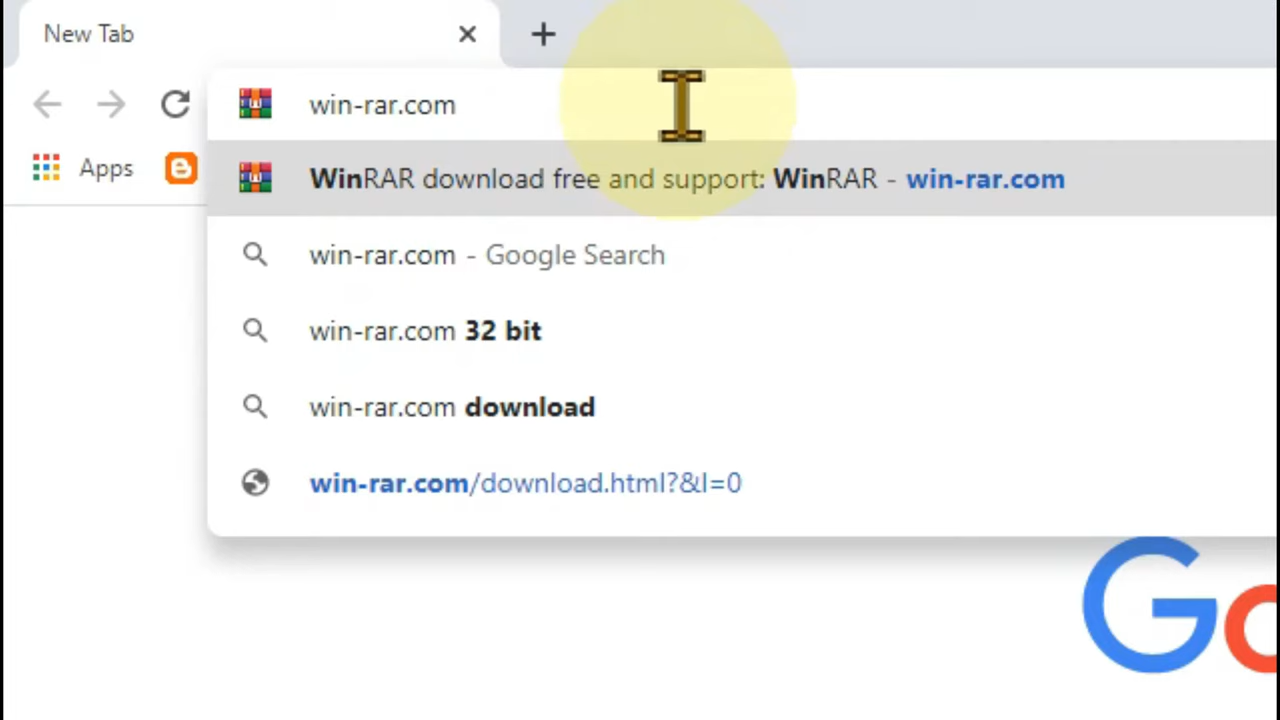 New Tab
win-rar.com
Apps
WinRAR download free and support: WinRAR - win-rar.com
win-rar.com - Google Search
win-rar.com 32 bit
win-rar.com download
win-rar.com/download.html?&l=0
Go